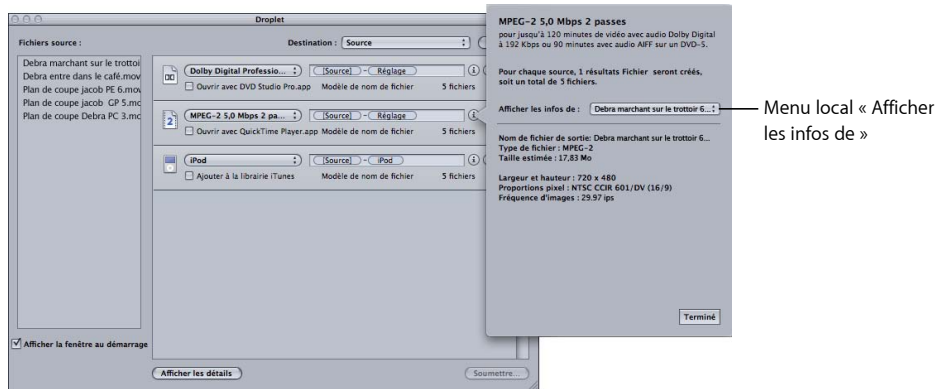 Droplet
Fichiers source :
Destination : Source
Debra marchant sur le trottoi
Debra entre dans le café.mov
Plan de coupe jacob PE 6.mov
Plan de coupe jacob GP 5.mc
Plan de coupe Debra PC 3.mc
Dolby Digital Professio...
[Source] - Réglage
Ouvrir avec DVD Studio Pro.app Modèle de nom de fichier 5 fichiers
MPEG-2 5,0 Mbps 2 pa...
[Source] - Réglage
Ouvrir avec QuickTime Player.app Modèle de nom de fichier 5 fichiers
iPod
[Source] - iPod
Ajouter à la librairie iTunes Modèle de nom de fichier 5 fichiers
Afficher la fenêtre au démarrage
Afficher les détails
Soumettre...
MPEG-2 5,0 Mbps 2 passes
pour jusqu'à 120 minutes de vidéo avec audio Dolby Digital
à 192 Kbps ou 90 minutes avec audio AIFF sur un DVD-5.
Pour chaque source, 1 résultats Fichier seront créés,
soit un total de 5 fichiers.
Afficher les infos de : Debra marchant sur le trottoir 6...
Nom de fichier de sortie: Debra marchant sur le trottoir 6...
Type de fichier : MPEG-2
Taille estimée : 17,83 Mo
Largeur et hauteur : 720 x 480
Proportions pixel : NTSC CCIR 601/DV (16/9)
Fréquence d'images : 29.97 ips
Terminé
Menu local « Afficher
les infos de »